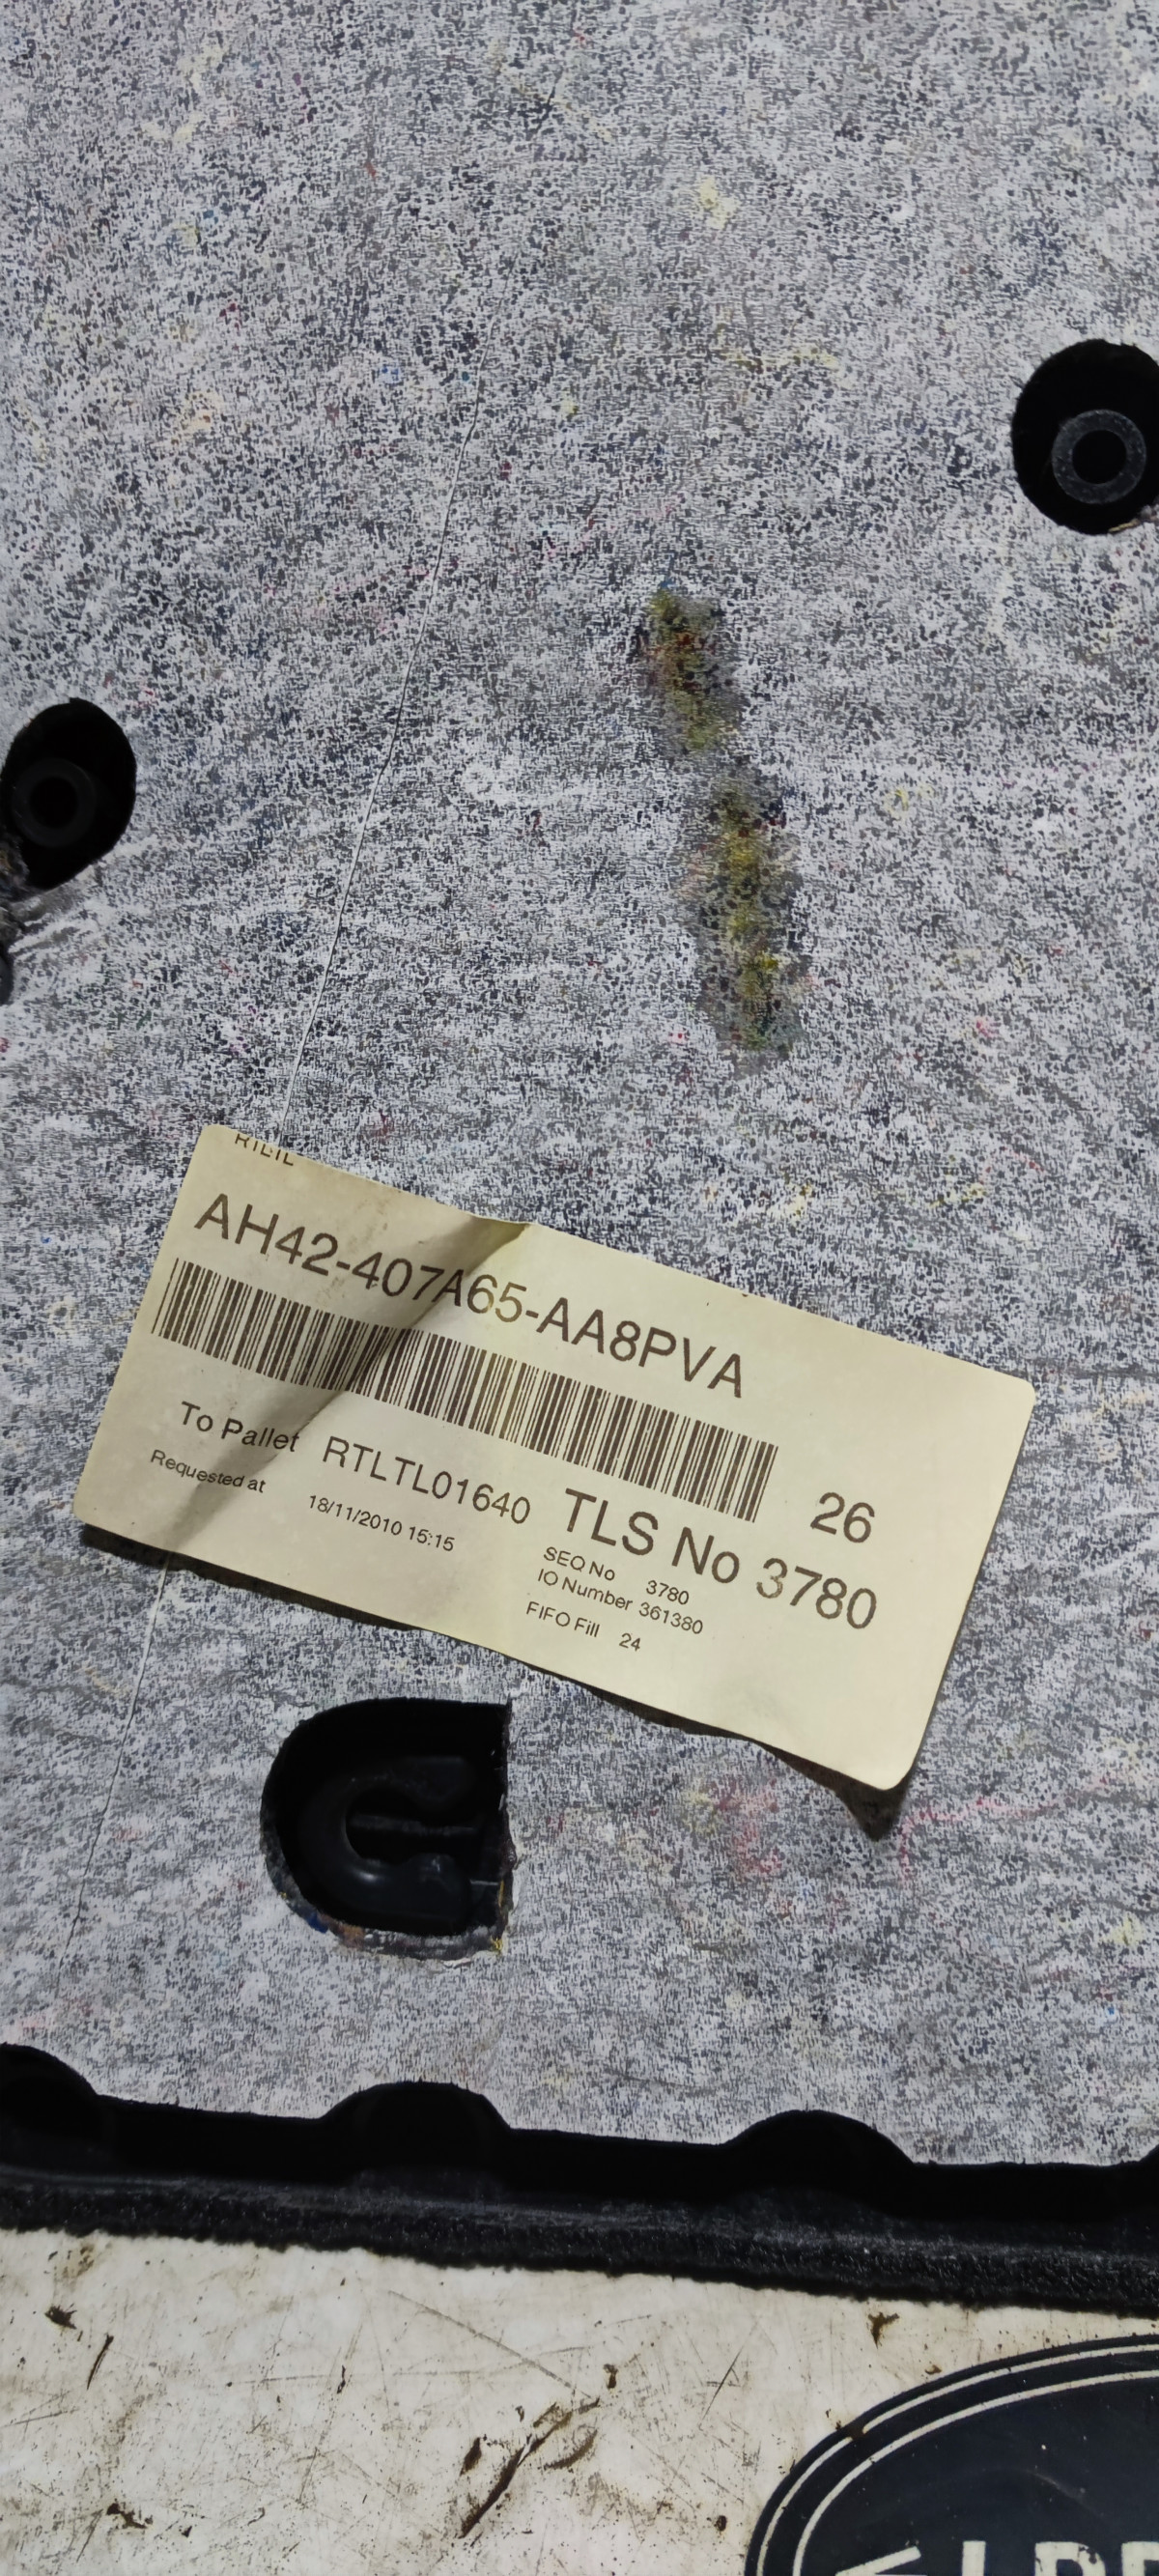 AH42-407A65-AA8PVA
To Pallet RTLTL01640 TLS No 3780 26
Requested at 18/11/2010 15:15
SEQ No 3780
IO Number 361380
FIFO Fill 24